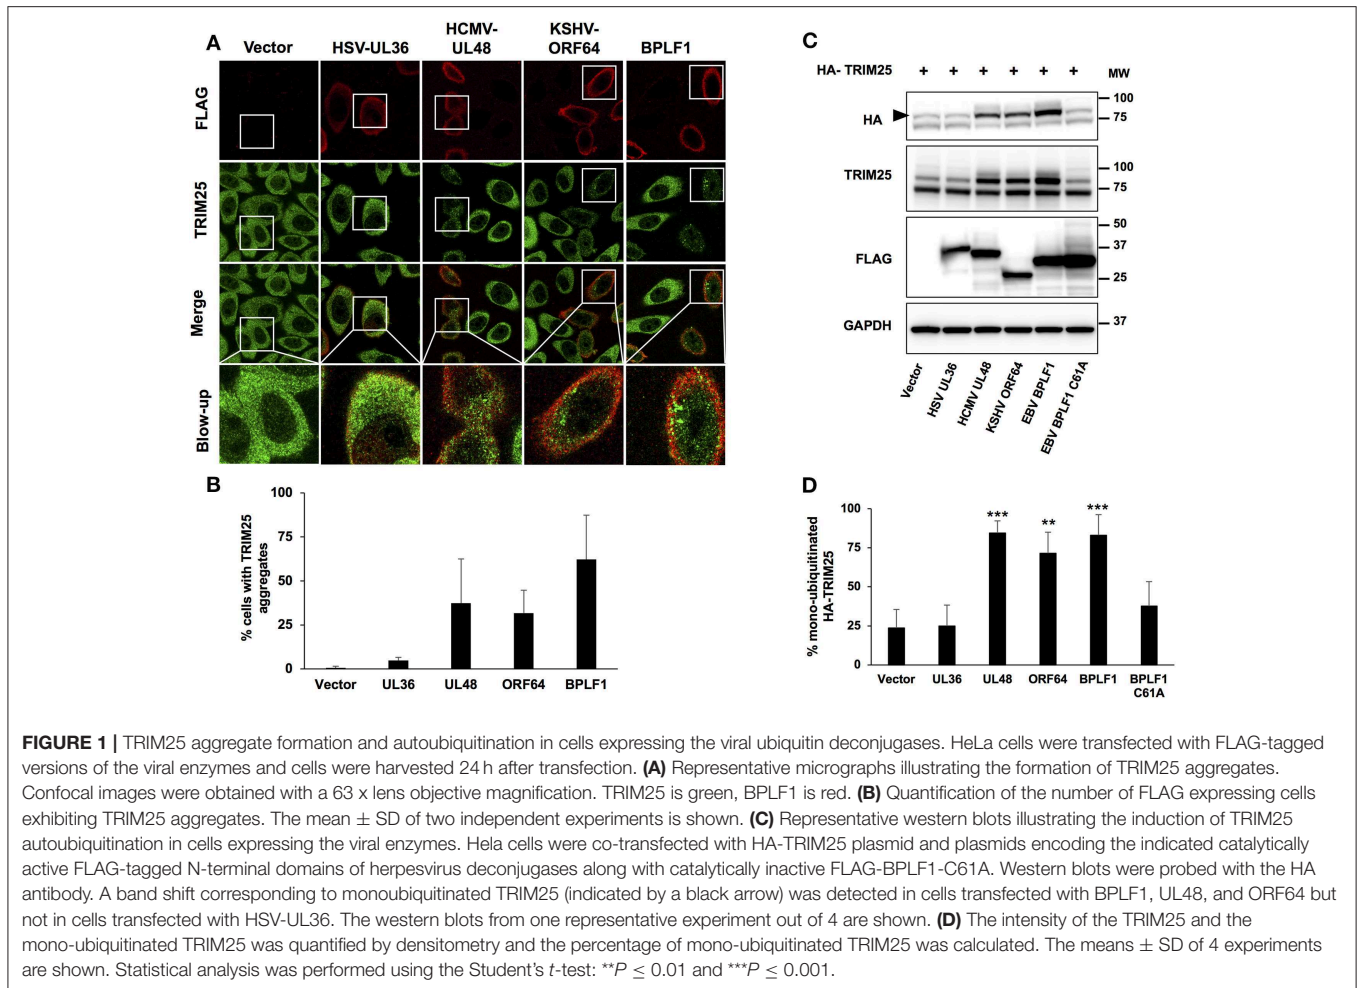 A
Vector
HSV-UL36
HCMV-
UL48
KSHV-
ORF64
BPLF1
FLAG
TRIM25
Merge
Blow-up
B
% cells with TRIM25
aggregates
100
75
50
25
0
Vector
UL36
UL48
ORF64
BPLF1
C
HA- TRIM25
+ + + + + +
MW
HA
100
75
TRIM25
100
75
FLAG
50
37
25
GAPDH
37
Vector
HSV UL36
HCMV UL48
KSHV ORF64
EBV BPLF1
EBV BPLF1 C61A
D
% mono-ubiquitinated
HA-TRIM25
100
75
50
25
0
***
**
***
Vector
UL36
UL48
ORF64
BPLF1
BPLF1
C61A
FIGURE 1 | TRIM25 aggregate formation and autoubiquitination in cells expressing the viral ubiquitin deconjugases. HeLa cells were transfected with FLAG-tagged
versions of the viral enzymes and cells were harvested 24 h after transfection. (A) Representative micrographs illustrating the formation of TRIM25 aggregates.
Confocal images were obtained with a 63 x lens objective magnification. TRIM25 is green, BPLF1 is red. (B) Quantification of the number of FLAG expressing cells
exhibiting TRIM25 aggregates. The mean ± SD of two independent experiments is shown. (C) Representative western blots illustrating the induction of TRIM25
autoubiquitination in cells expressing the viral enzymes. Hela cells were co-transfected with HA-TRIM25 plasmid and plasmids encoding the indicated catalytically
active FLAG-tagged N-terminal domains of herpesvirus deconjugases along with catalytically inactive FLAG-BPLF1-C61A. Western blots were probed with the HA
antibody. A band shift corresponding to monoubiquitinated TRIM25 (indicated by a black arrow) was detected in cells transfected with BPLF1, UL48, and ORF64 but
not in cells transfected with HSV-UL36. The western blots from one representative experiment out of 4 are shown. (D) The intensity of the TRIM25 and the
mono-ubiquitinated TRIM25 was quantified by densitometry and the percentage of mono-ubiquitinated TRIM25 was calculated. The means ± SD of 4 experiments
are shown. Statistical analysis was performed using the Student's t-test: **P ≤ 0.01 and ***P ≤ 0.001.